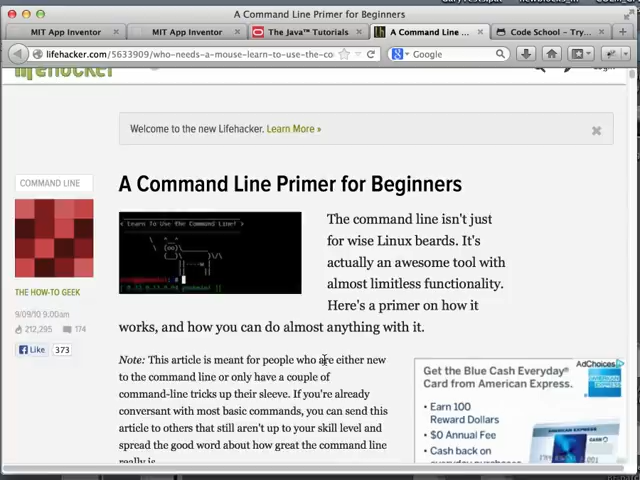 A Command Line Primer for Beginners
MIT App Inventor
MIT App Inventor
The Java™ Tutorials
A Command Line ...
Code School – Try...
lifehacker.com/5633909/who-needs-a-mouse-learn-to-use-the-co
Google
lifehacker
Login
Welcome to the new Lifehacker. Learn More »
COMMAND LINE
A Command Line Primer for Beginners
< Learn To Use the Command Line! >
The command line isn't just
for wise Linux beards. It's
actually an awesome tool with
almost limitless functionality.
Here's a primer on how it
works, and how you can do almost anything with it.
THE HOW-TO GEEK
9/09/10 9:00am
212,295
174
Like
373
Note: This article is meant for people who are either new
to the command line or only have a couple of
command-line tricks up their sleeve. If you're already
conversant with most basic commands, you can send this
article to others that still aren't up to your skill level and
spread the good word about how great the command line
really is.
AdChoices
Get the Blue Cash Everyday®
Card from American Express.
Earn 100
Reward Dollars
$0 Annual Fee
Cash back on
everyday purchases